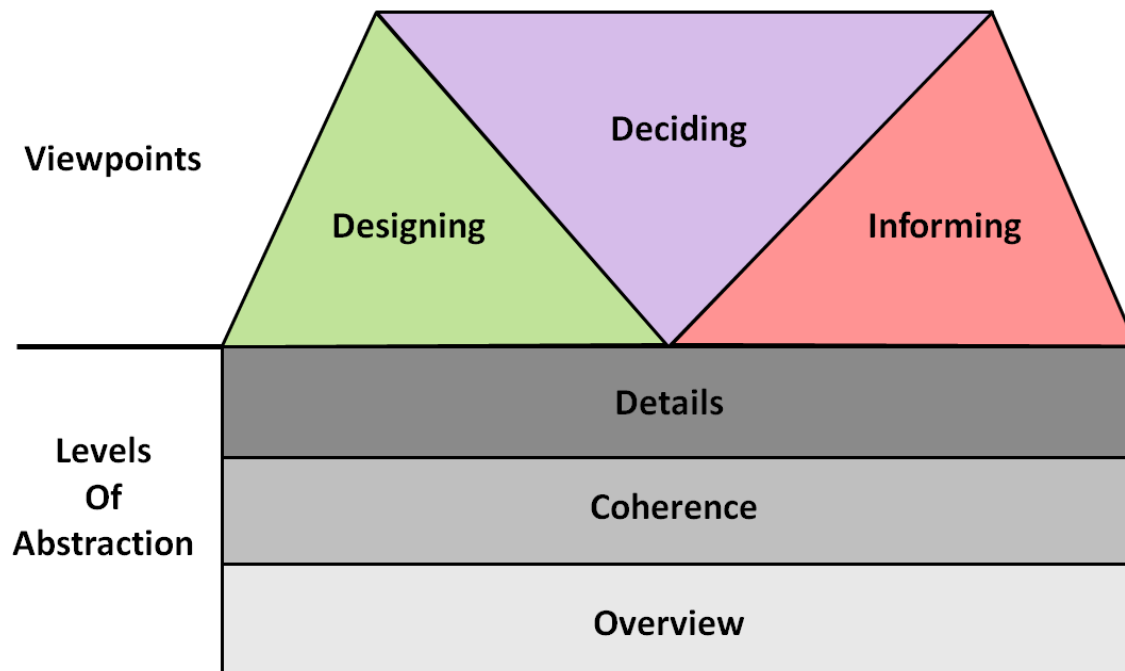 Deciding
Viewpoints
Designing
Informing
Details
Levels
Of
Abstraction
Coherence
Overview